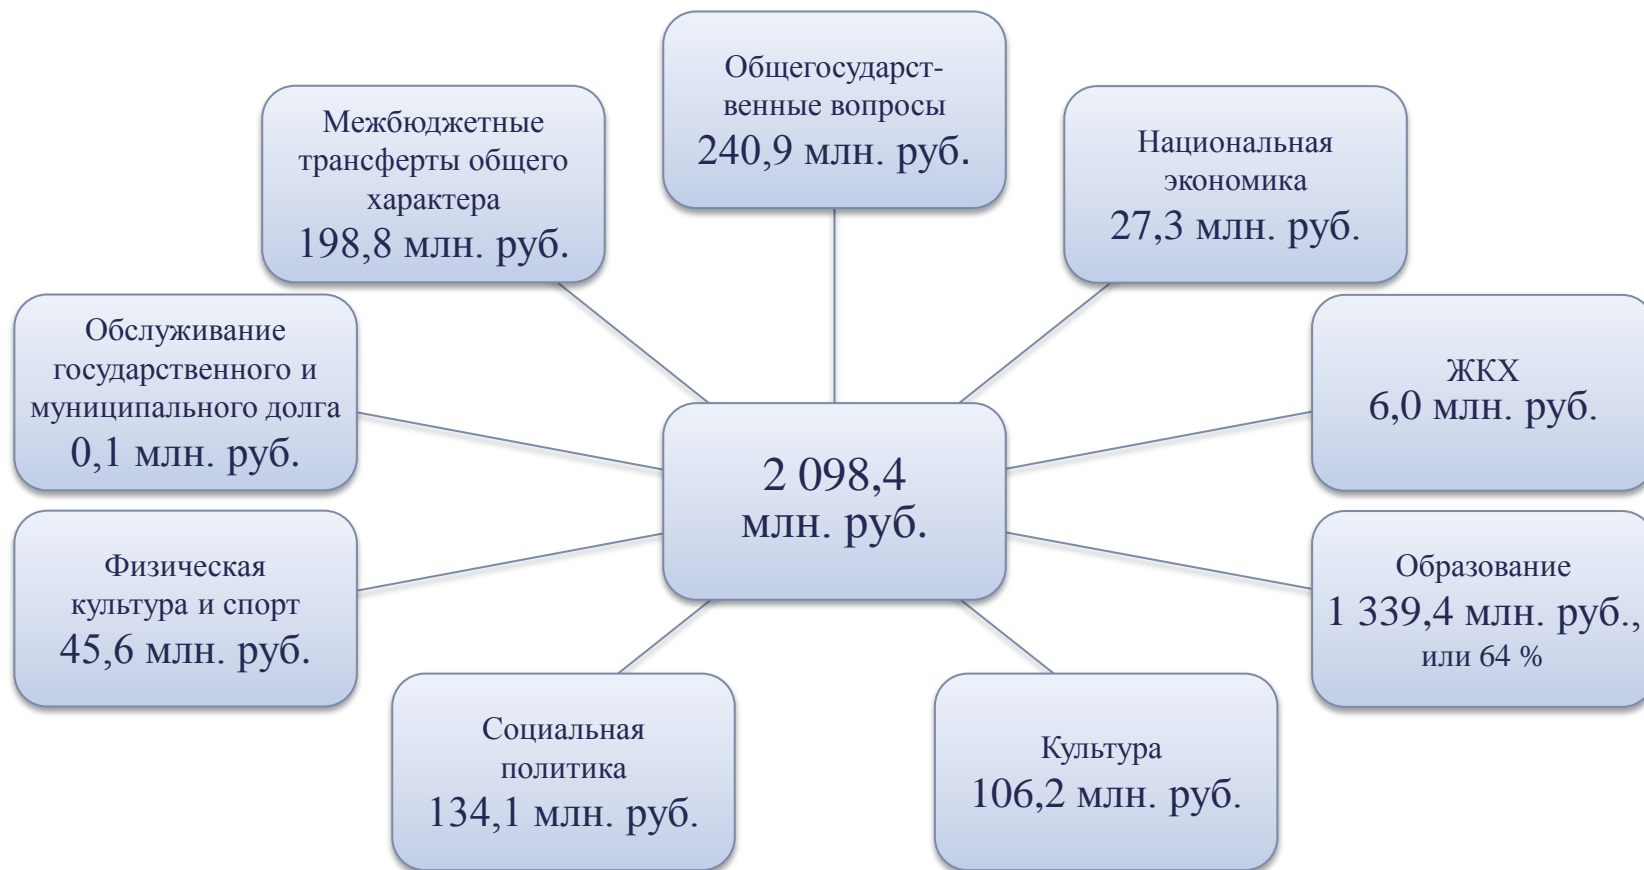 Общегосударст-
венные вопросы
240,9 млн. руб.
Межбюджетные
трансферты общего
характера
198,8 млн. руб.
Национальная
экономика
27,3 млн. руб.
Обслуживание
государственного и
муниципального долга
0,1 млн. руб.
ЖКХ
6,0 млн. руб.
2 098,4
млн. руб.
Физическая
культура и спорт
45,6 млн. руб.
Образование
1 339,4 млн. руб.,
или 64 %
Социальная
политика
134,1 млн. руб.
Культура
106,2 млн. руб.